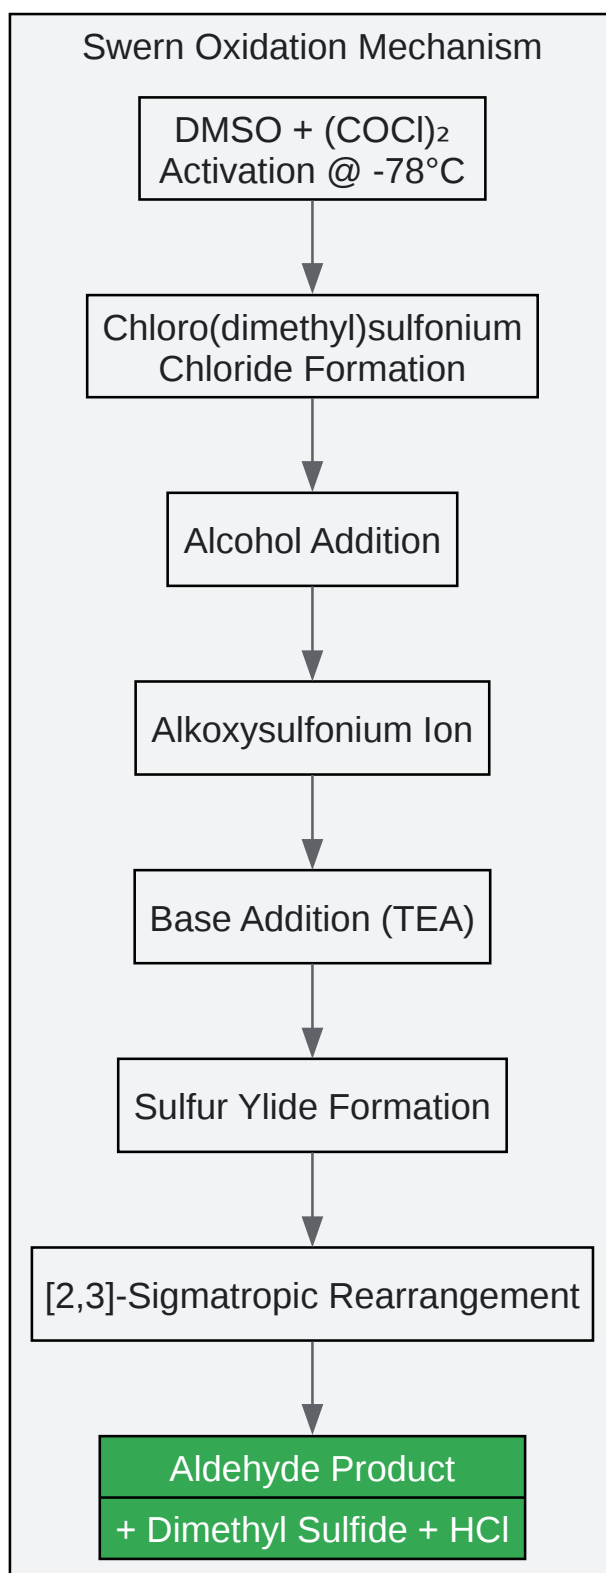 Swern Oxidation Mechanism
DMSO + (COCl)₂
Activation @ -78°C
Chloro(dimethyl)sulfonium
Chloride Formation
Alcohol Addition
Alkoxysulfonium Ion
Base Addition (TEA)
Sulfur Ylide Formation
[2,3]-Sigmatropic Rearrangement
Aldehyde Product
+ Dimethyl Sulfide + HCl